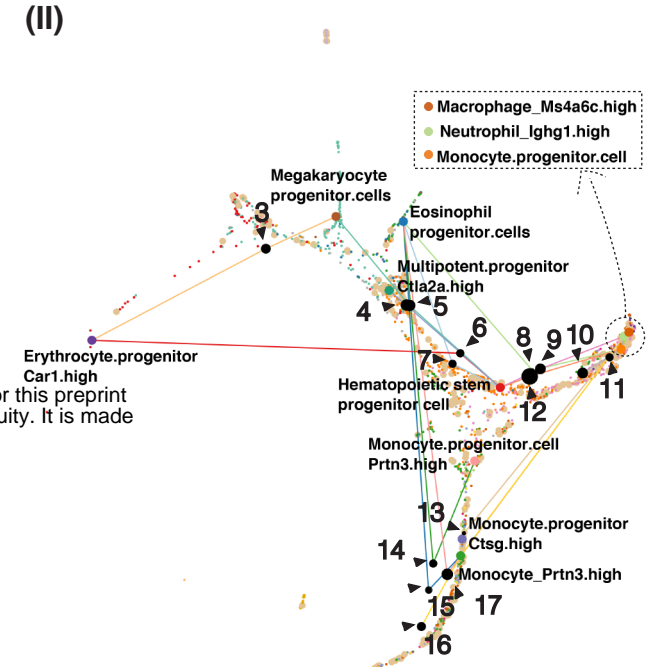 (II)
Macrophage_Ms4a6c.high
Neutrophil_Ighg1.high
Monocyte.progenitor.cell
Megakaryocyte
progenitor.cells
3
Eosinophil
progenitor.cells
Multipotent.progenitor
Ctla2a.high
4
5
6
7
8
9
10
11
12
Erythrocyte.progenitor
Car1.high
or this preprint
uity. It is made
Hematopoietic stem
progenitor cell
Monocyte.progenitor.cell
Prtn3.high
13
Monocyte.progenitor
Ctsg.high
14
Monocyte_Prtn3.high
15
17
16